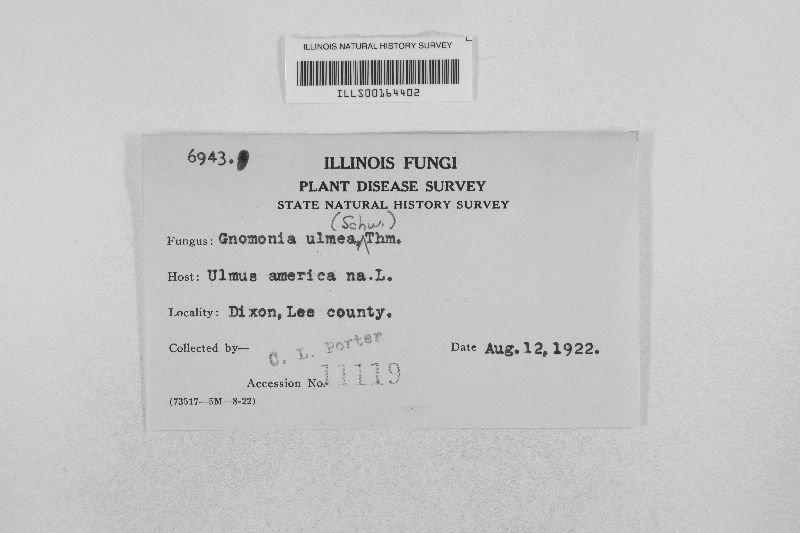 ILLINOIS NATURAL HISTORY SURVEY
ILLS00164402
6943.
ILLINOIS FUNGI
PLANT DISEASE SURVEY
STATE NATURAL HISTORY SURVEY
(Schw.)
Fungus: Gnomonia ulmea, Thm.
Host: Ulmus america na.L.
Locality: Dixon, Lee county.
Collected by— C. L. Porter Date Aug. 12, 1922.
Accession No. 11119
(73517—5M—8-22)